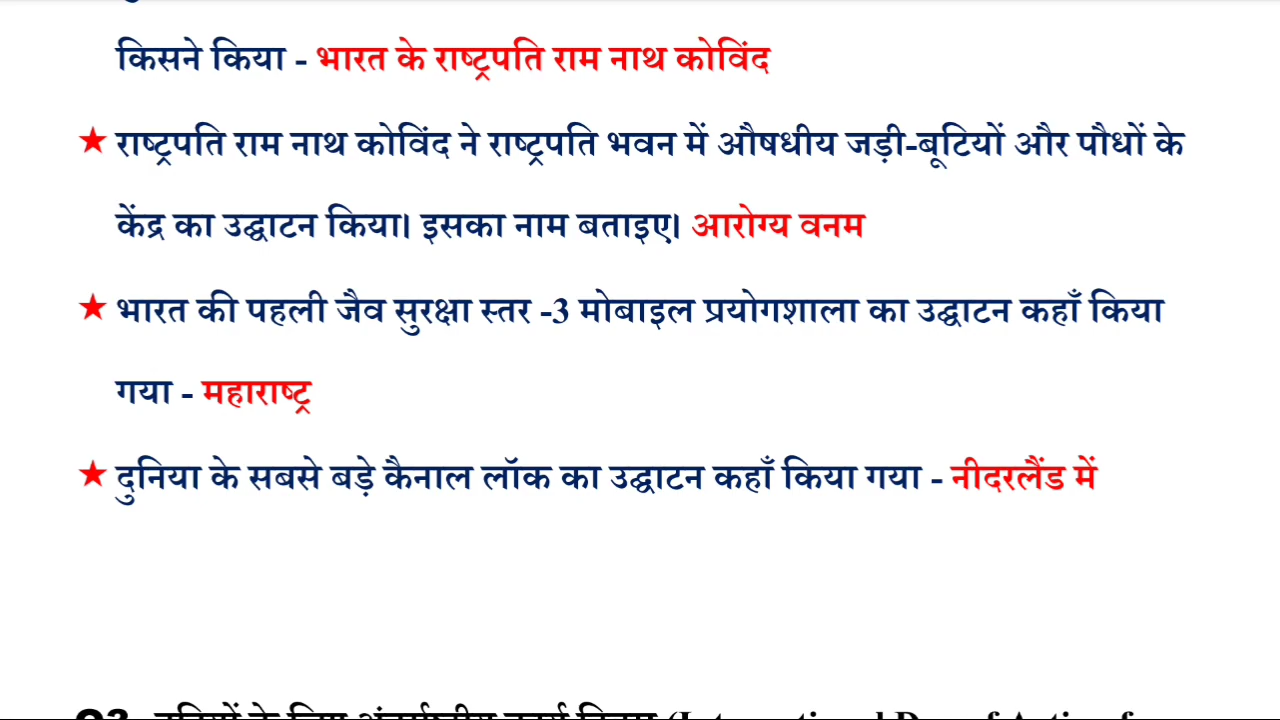 किसने किया - भारत के राष्ट्रपति राम नाथ कोविंद
★ राष्ट्रपति राम नाथ कोविंद ने राष्ट्रपति भवन में औषधीय जड़ी-बूटियों और पौधों के
केंद्र का उद्घाटन किया। इसका नाम बताइए। आरोग्य वनम
★ भारत की पहली जैव सुरक्षा स्तर -3 मोबाइल प्रयोगशाला का उद्घाटन कहाँ किया
गया - महाराष्ट्र
★ दुनिया के सबसे बड़े कैनाल लॉक का उद्घाटन कहाँ किया गया - नीदरलैंड में